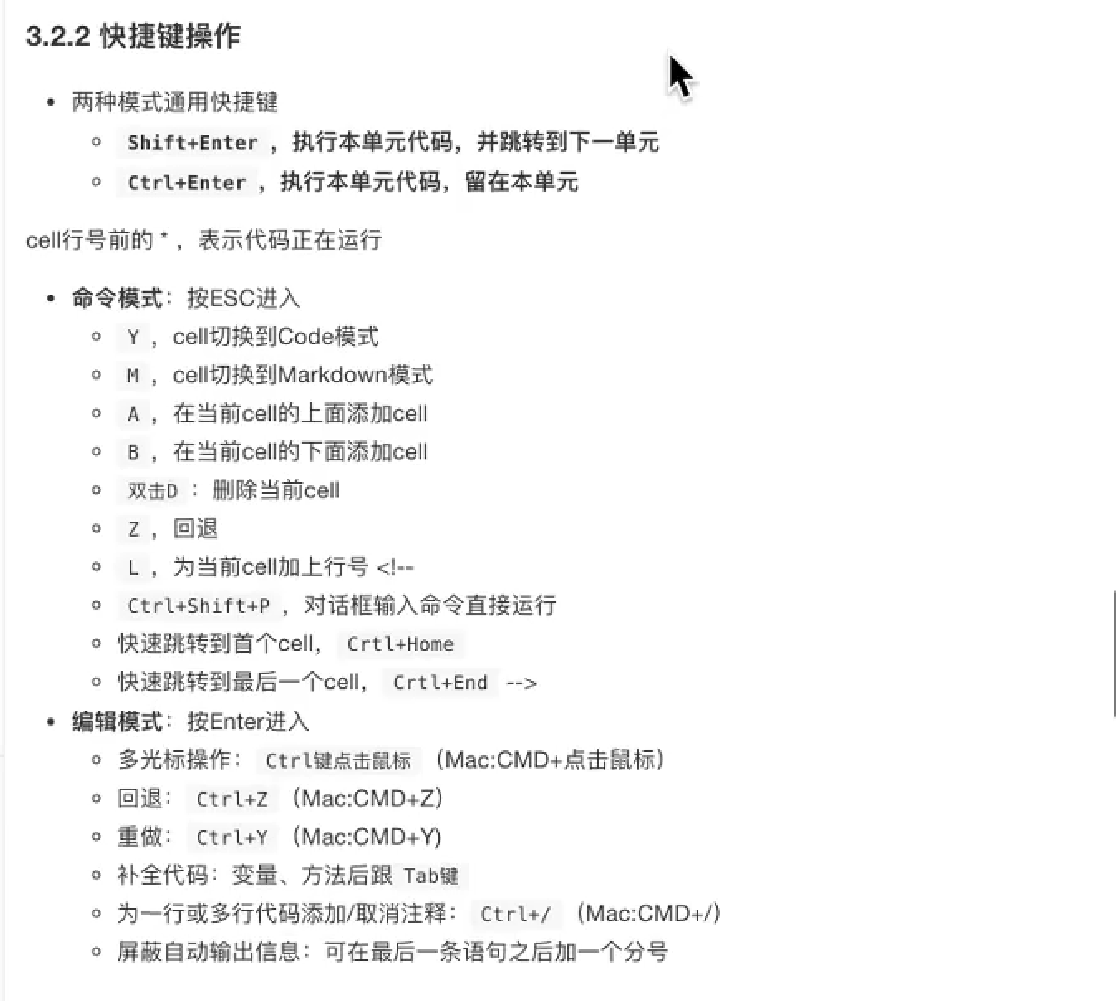 3.2.2 快捷键操作
两种模式通用快捷键
Shift+Enter ，执行本单元代码，并跳转到下一单元
Ctrl+Enter ，执行本单元代码，留在本单元
cell行号前的 * ，表示代码正在运行
命令模式：按ESC进入
Y ，cell切换到Code模式
M ，cell切换到Markdown模式
A ，在当前cell的上面添加cell
B ，在当前cell的下面添加cell
双击D ：删除当前cell
Z ，回退
L ，为当前cell加上行号 <!--
Ctrl+Shift+P ，对话框输入命令直接运行
快速跳转到首个cell， Crtl+Home
快速跳转到最后一个cell， Crtl+End -->
编辑模式：按Enter进入
多光标操作： Ctrl键点击鼠标 （Mac:CMD+点击鼠标）
回退： Ctrl+Z （Mac:CMD+Z）
重做： Ctrl+Y （Mac:CMD+Y)
补全代码：变量、方法后跟 Tab键
为一行或多行代码添加/取消注释： Ctrl+/ （Mac:CMD+/）
屏蔽自动输出信息：可在最后一条语句之后加一个分号